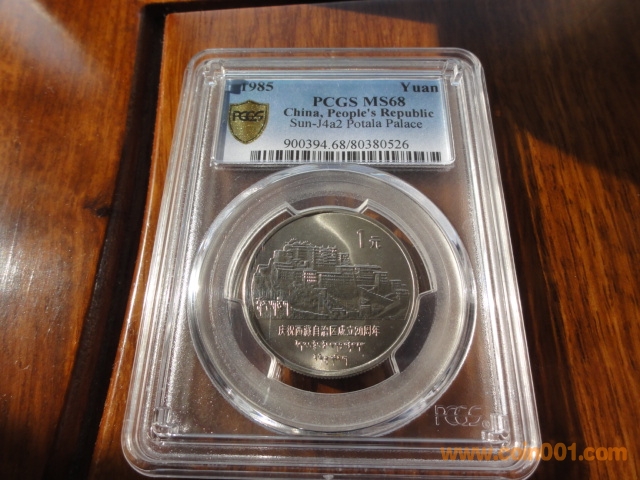 1985 Yuan
PCGS MS68
China, People's Republic
Sun-J4a2 Potala Palace
900394.68/80380526
PCGS
1元
庆祝西藏自治区成立20周年
PCGS
www.coin001.com